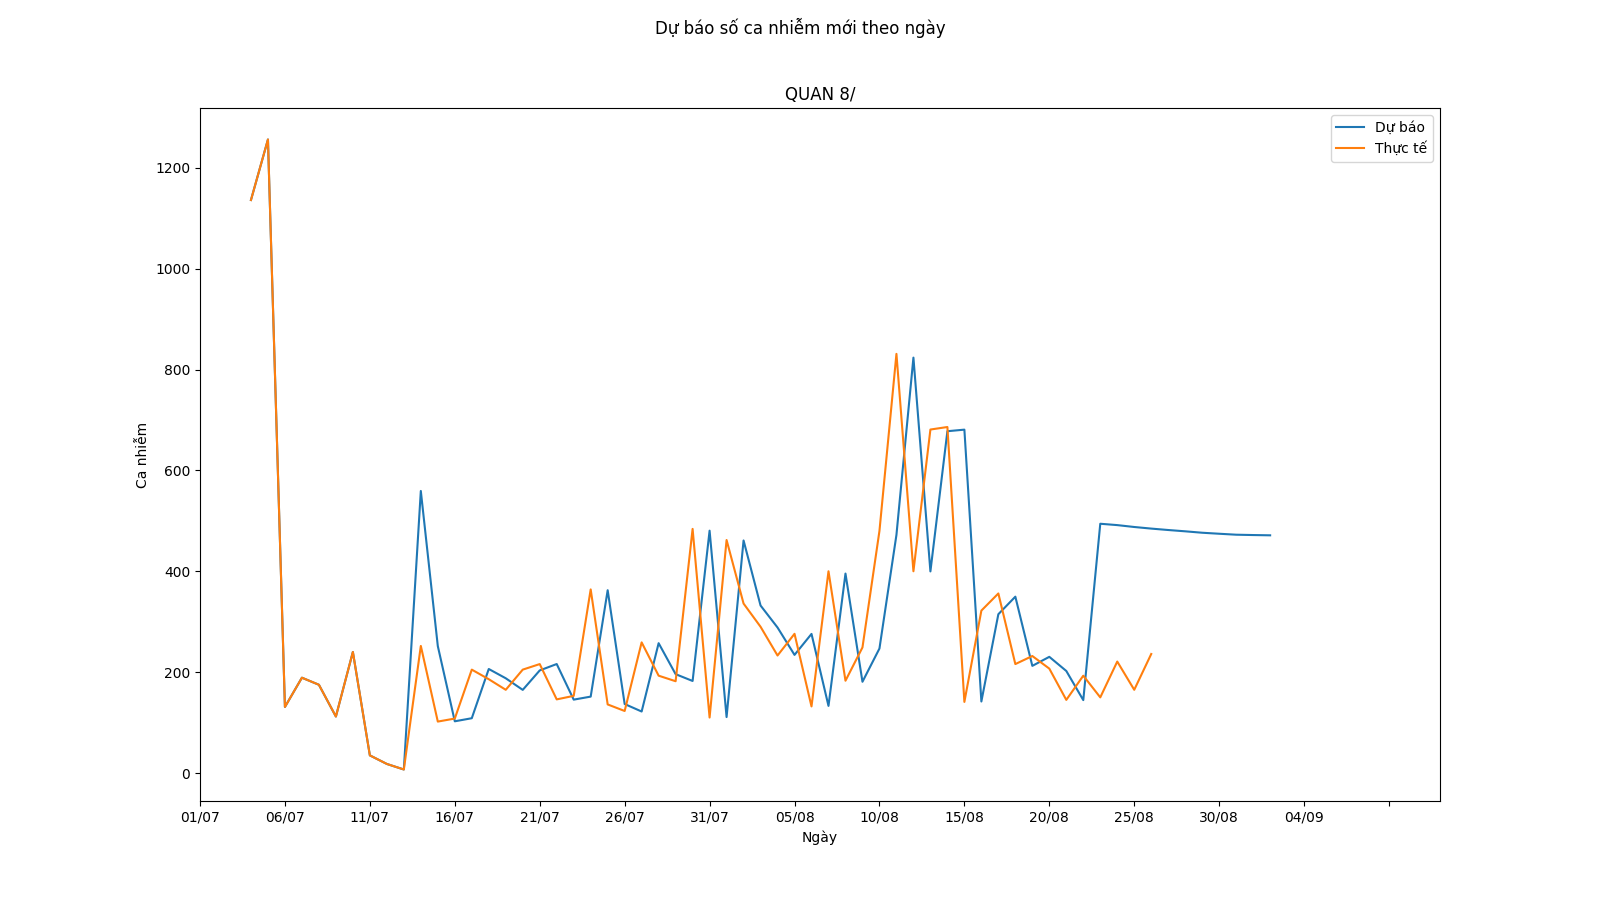 Dự báo số ca nhiễm mới theo ngày
QUAN 8/
Dự báo
Thực tế
1200
1000
800
600
400
200
0
Ca nhiễm
01/07 06/07 11/07 16/07 21/07 26/07 31/07 05/08 10/08 15/08 20/08 25/08 30/08 04/09
Ngày